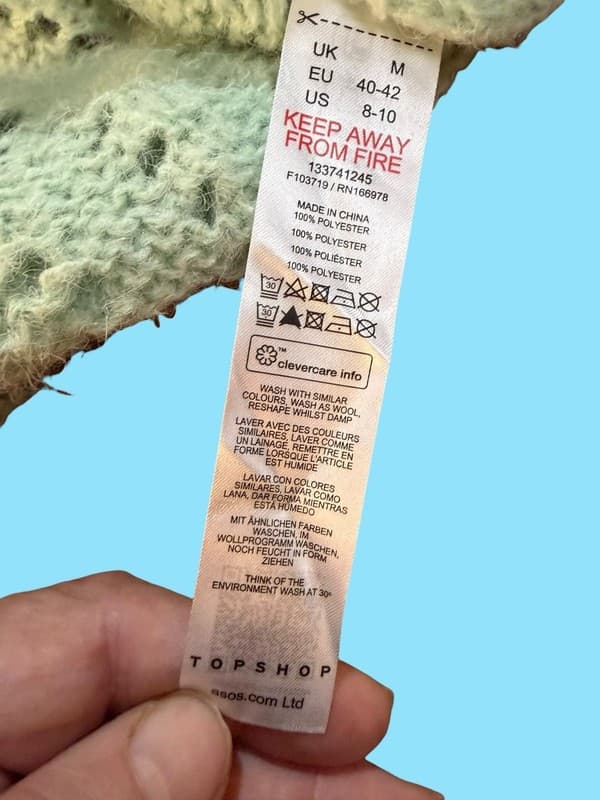 UK M
EU 40-42
US 8-10
KEEP AWAY
FROM FIRE
133741245
F103719 / RN166978
MADE IN CHINA
100% POLYESTER
100% POLYESTER
100% POLIÉSTER
100% POLYESTER
30
30
clevercare info
WASH WITH SIMILAR
COLOURS, WASH AS WOOL,
RESHAPE WHILST DAMP
LAVER AVEC DES COULEURS
SIMILAIRES, LAVER COMME
UN LAINAGE, REMETTRE EN
FORME LORSQUE L'ARTICLE
EST HUMIDE
LAVAR CON COLORES
SIMILARES, LAVAR COMO
LANA, DAR FORMA MIENTRAS
ESTÁ HÚMEDO
MIT ÄHNLICHEN FARBEN
WASCHEN, IM
WOLLPROGRAMM WASCHEN,
NOCH FEUCHT IN FORM
ZIEHEN
THINK OF THE
ENVIRONMENT WASH AT 30º
TOPSHOP
asos.com Ltd